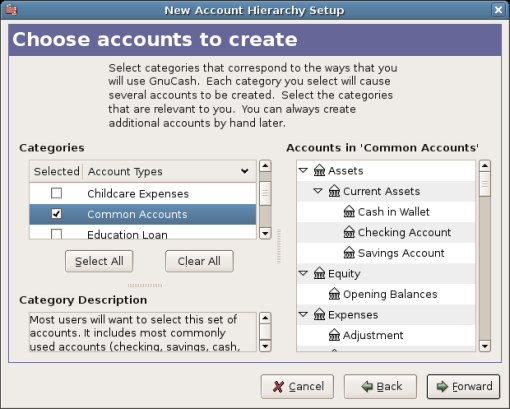 New Account Hierarchy Setup
Choose accounts to create
Select categories that correspond to the ways that you
will use GnuCash.  Each category you select will cause
several accounts to be created.  Select the categories
that are relevant to you.  You can always create
additional accounts by hand later.
Categories
Selected Account Types
Childcare Expenses
Common Accounts
Education Loan
Select All Clear All
Category Description
Most users will want to select this set of
accounts. It includes most commonly
used accounts (checking, savings, cash,
Accounts in 'Common Accounts'
Assets
Current Assets
Cash in Wallet
Checking Account
Savings Account
Equity
Opening Balances
Expenses
Adjustment
Cancel Back Forward